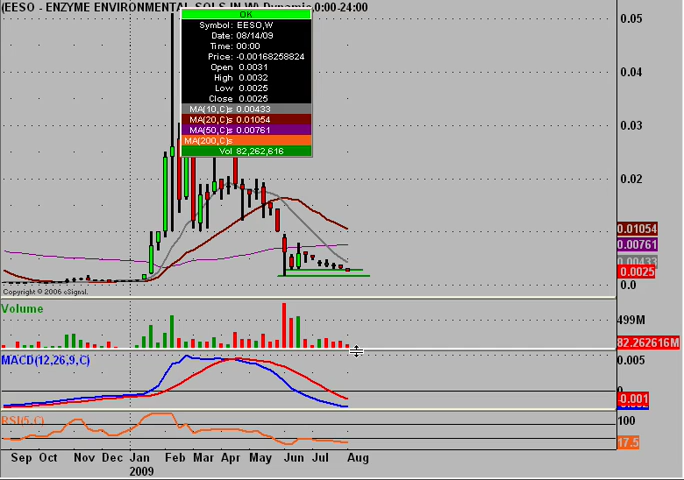 (EESO - ENZYME ENVIRONMENTAL SOLS IN,W) Dynamic,0:00-24:00
OK
Symbol: EESO,W
Date: 08/14/09
Time: 00:00
Price: -0.00168258824
Open 0.0031
High 0.0032
Low 0.0025
Close 0.0025
MA(10,C)s 0.00433
MA(20,C)s 0.01054
MA(50,C)s 0.00761
MA(200,C)s
Vol 82,262,616
0.05
0.04
0.03
0.02
0.01054
0.00761
0.00433
0.0025
0.0
Copyright © 2006 eSignal.
Volume
499M
82.262616M
MACD(12,26,9,C)
0.005
0
-0.001
RSI(5,C)
100
17.5
Sep Oct Nov Dec Jan Feb Mar Apr May Jun Jul Aug
2009